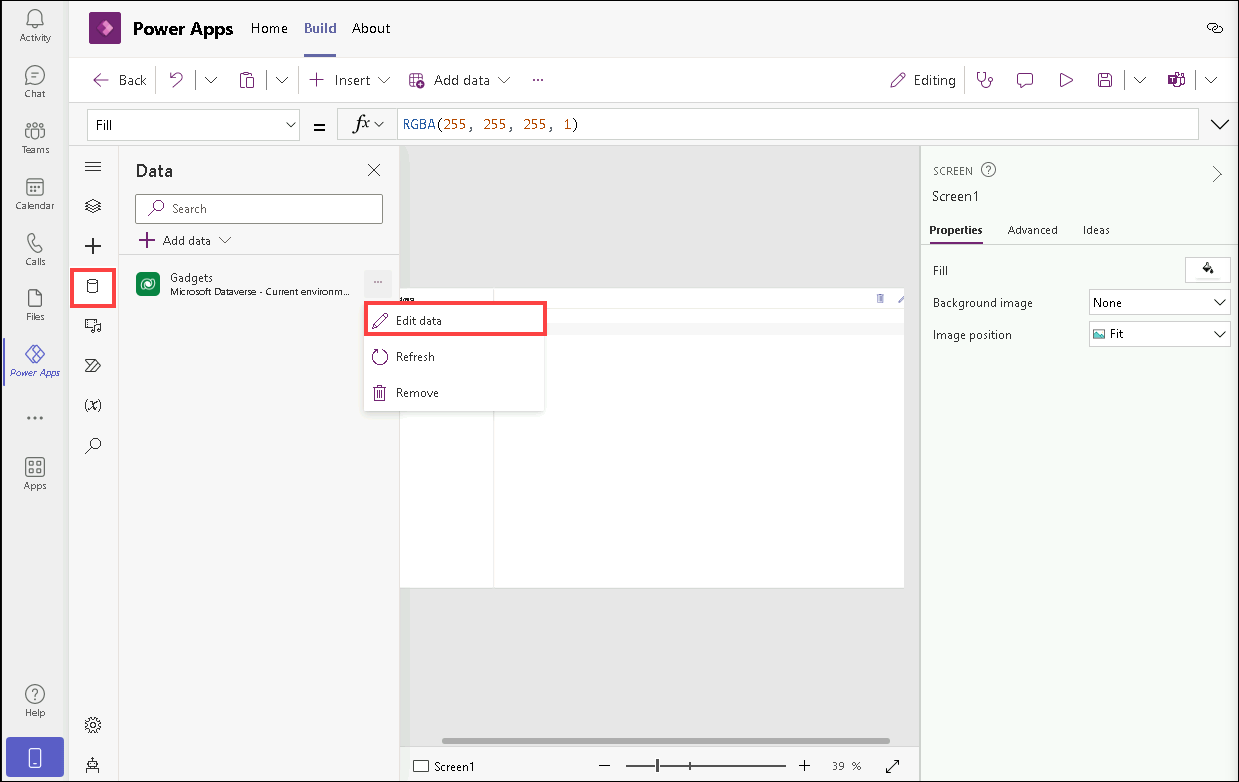 Activity
Chat
Teams
Calendar
Calls
Files
Power Apps
Apps
Help
Power Apps Home Build About
Back Insert Add data Editing
Fill = fx RGBA(255, 255, 255, 1)
Data
Search
Add data
Gadgets
Microsoft Dataverse - Current environm...
Edit data
Refresh
Remove
(x)
SCREEN ?
Screen1
Properties Advanced Ideas
Fill
Background image None
Image position Fit
Screen1 39 %